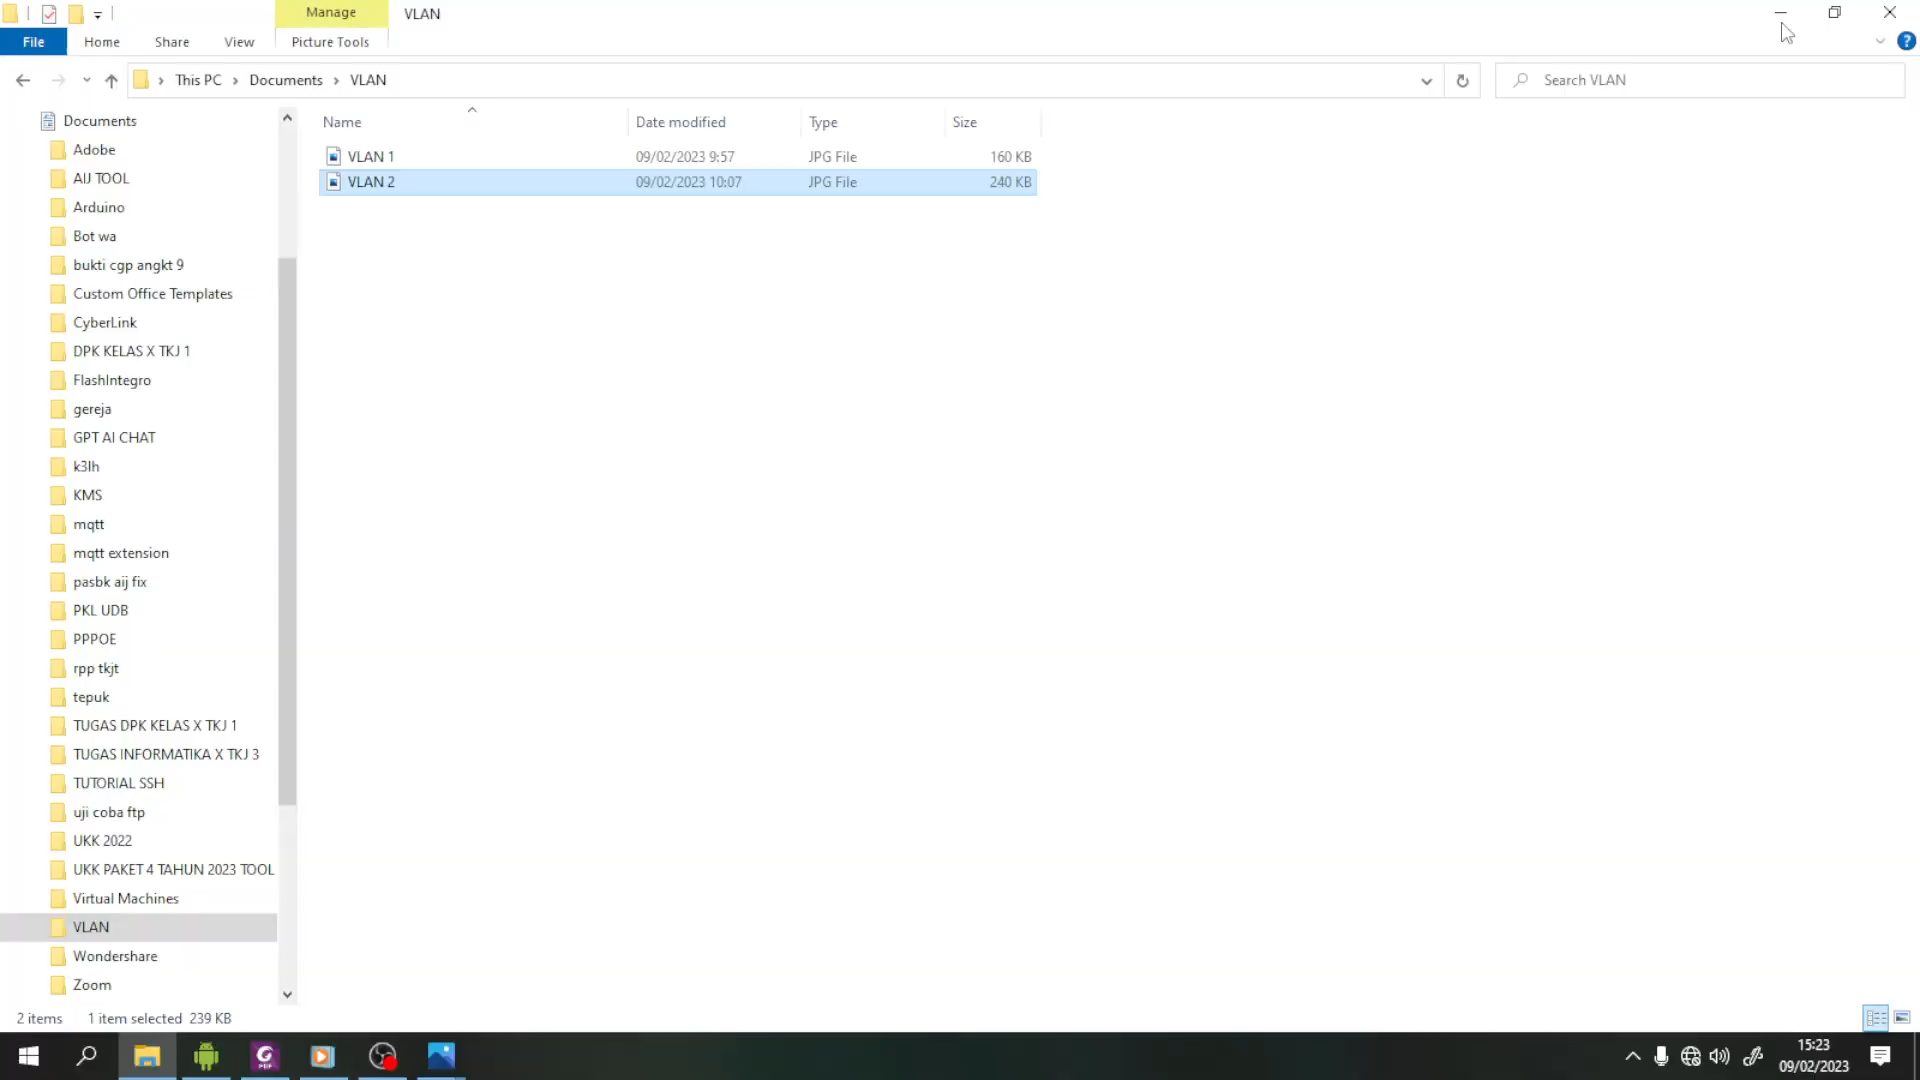 Manage
VLAN
File
Home
Share
View
Picture Tools
This PC
Documents
VLAN
Search VLAN
Name
Date modified
Type
Size
VLAN 1
09/02/2023 9:57
JPG File
160 KB
VLAN 2
09/02/2023 10:07
JPG File
240 KB
Documents
Adobe
AIJ TOOL
Arduino
Bot wa
bukti cgp angkt 9
Custom Office Templates
CyberLink
DPK KELAS X TKJ 1
FlashIntegro
gereja
GPT AI CHAT
k3lh
KMS
mqtt
mqtt extension
pasbk aij fix
PKL UDB
PPPOE
rpp tkjt
tepuk
TUGAS DPK KELAS X TKJ 1
TUGAS INFORMATIKA X TKJ 3
TUTORIAL SSH
uji coba ftp
UKK 2022
UKK PAKET 4 TAHUN 2023 TOOL
Virtual Machines
VLAN
Wondershare
Zoom
2 items
1 item selected 239 KB
PDF
15:23
09/02/2023